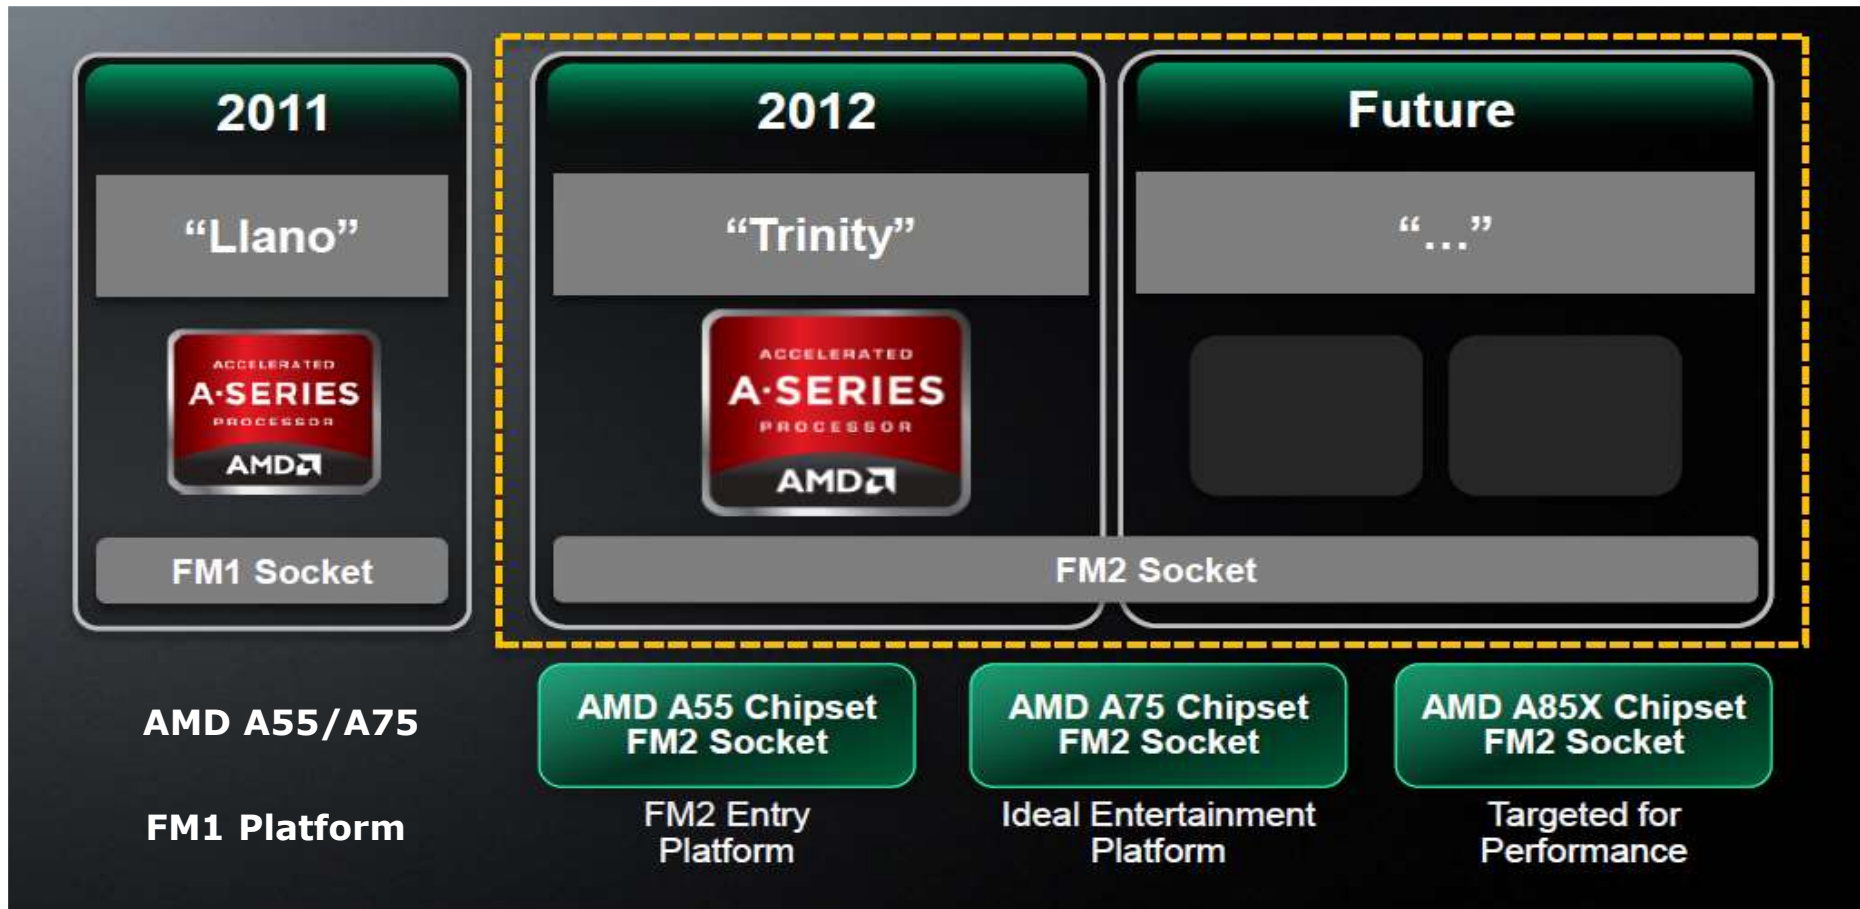 2011
“Llano”
ACCELERATED
A-SERIES
PROCESSOR
AMD
FM1 Socket
2012
“Trinity”
ACCELERATED
A-SERIES
PROCESSOR
AMD
Future
“...”
FM2 Socket
AMD A55/A75
FM1 Platform
AMD A55 Chipset
FM2 Socket
FM2 Entry
Platform
AMD A75 Chipset
FM2 Socket
Ideal Entertainment
Platform
AMD A85X Chipset
FM2 Socket
Targeted for
Performance